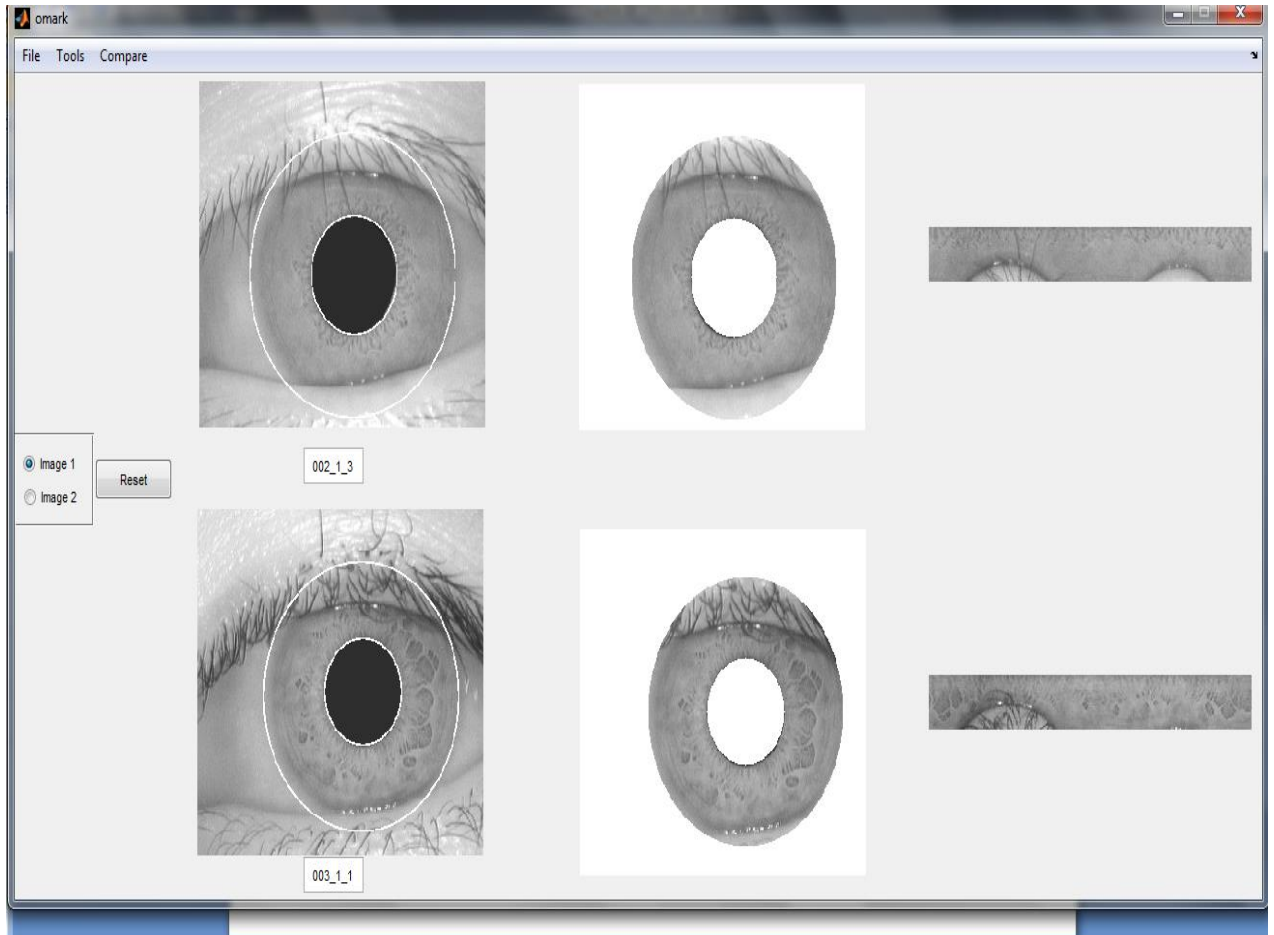 omark
File Tools Compare
002_1_3
Image 1
Reset
Image 2
003_1_1